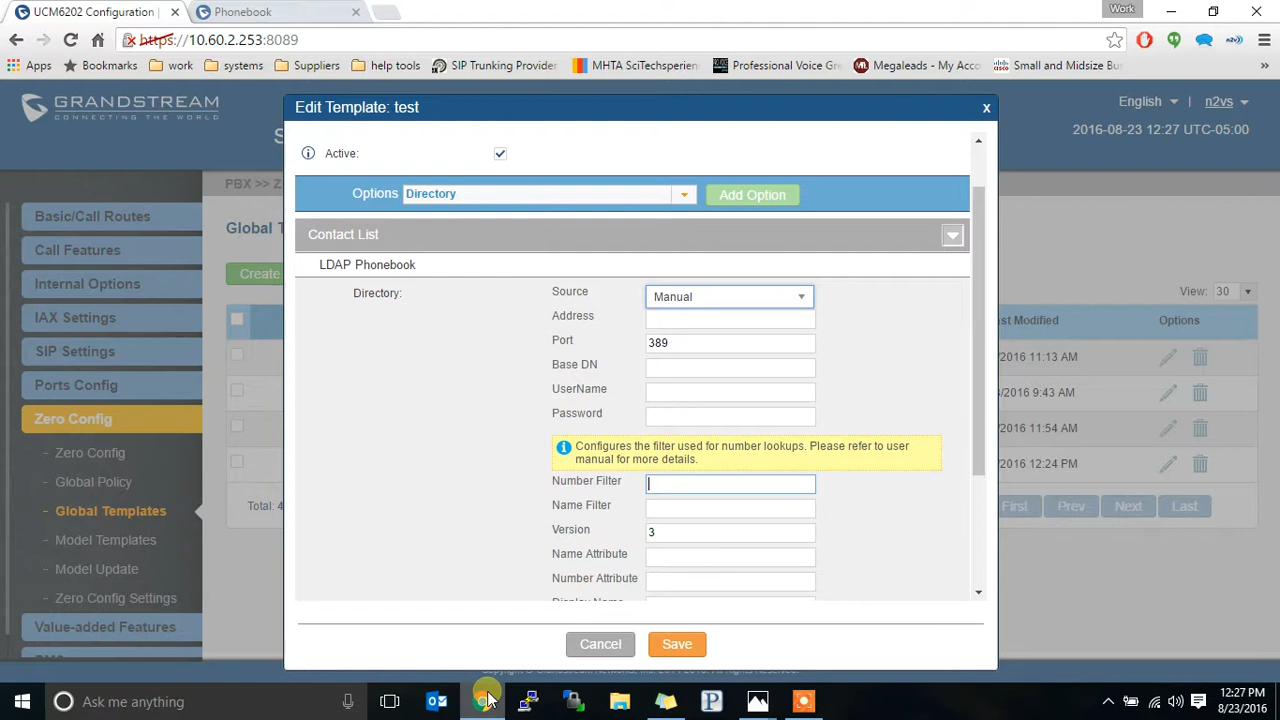 UCM6202 Configuration
Phonebook
Work
https://10.60.2.253:8089
Apps
Bookmarks
work
systems
Suppliers
help tools
SIP Trunking Provider
MHTA SciTechsperien
Professional Voice Gr
Megaleads - My Acco
Small and Midsize Bu
GRANDSTREAM
CONNECTING THE WORLD
S
English
n2vs
2016-08-23 12:27 UTC-05:00
Edit Template: test
x
Active:
Options
Directory
Add Option
Contact List
LDAP Phonebook
Directory:
Source
Manual
Address
Port
389
Base DN
UserName
Password
Configures the filter used for number lookups. Please refer to user
manual for more details.
Number Filter
Name Filter
Version
3
Name Attribute
Number Attribute
Cancel
Save
Basic/Call Routes
Call Features
Internal Options
IAX Settings
SIP Settings
Ports Config
Zero Config
- Zero Config
- Global Policy
- Global Templates
- Model Templates
- Model Update
- Zero Config Settings
Value-added Features
PBX >> Z
Global T
Create
Total: 4
View: 30
st Modified
Options
/2016 11:13 AM
/2016 9:43 AM
/2016 11:54 AM
/2016 12:24 PM
First
Prev
Next
Last
Ask me anything
12:27 PM
8/23/2016